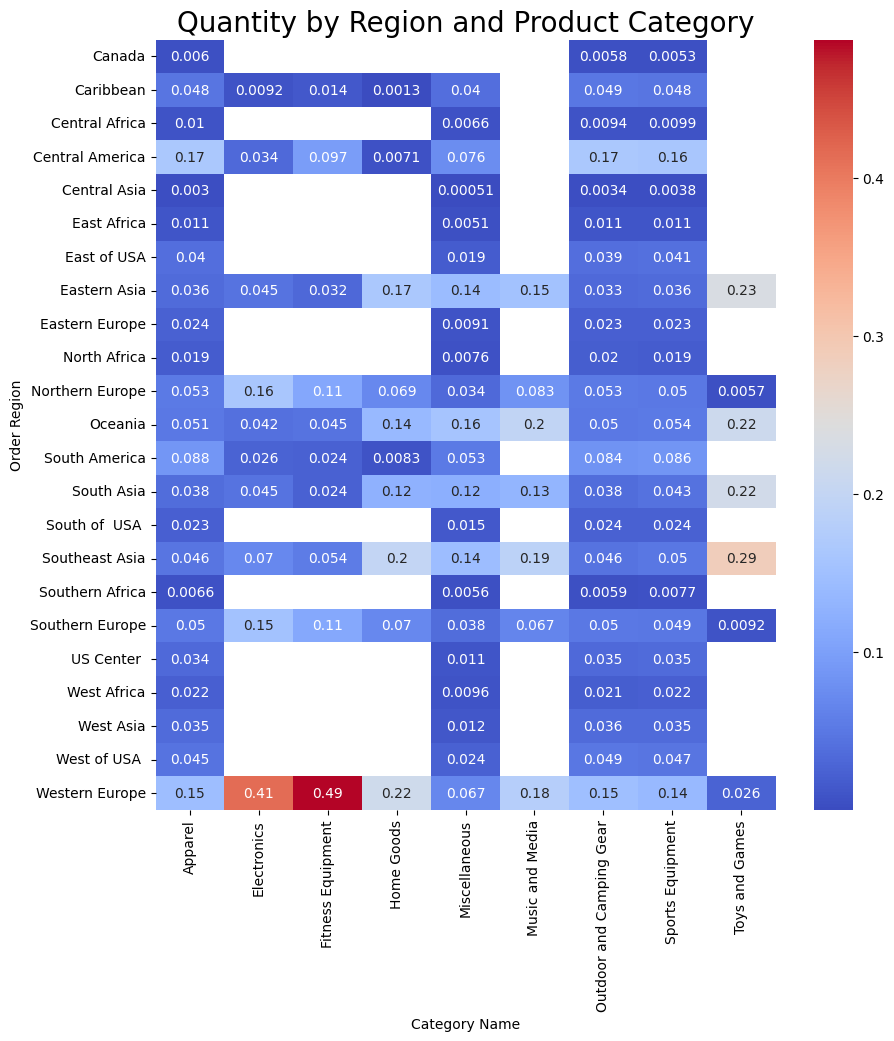 Quantity by Region and Product Category
Canada 0.006 0.0058 0.0053
Caribbean 0.048 0.0092 0.014 0.0013 0.04 0.049 0.048
Central Africa 0.01 0.0066 0.0094 0.0099
Central America 0.17 0.034 0.097 0.0071 0.076 0.17 0.16
Central Asia 0.003 0.00051 0.0034 0.0038
East Africa 0.011 0.0051 0.011 0.011
East of USA 0.04 0.019 0.039 0.041
Eastern Asia 0.036 0.045 0.032 0.17 0.14 0.15 0.033 0.036 0.23
Eastern Europe 0.024 0.0091 0.023 0.023
North Africa 0.019 0.0076 0.02 0.019
Northern Europe 0.053 0.16 0.11 0.069 0.034 0.083 0.053 0.05 0.0057
Oceania 0.051 0.042 0.045 0.14 0.16 0.2 0.05 0.054 0.22
South America 0.088 0.026 0.024 0.0083 0.053 0.084 0.086
South Asia 0.038 0.045 0.024 0.12 0.12 0.13 0.038 0.043 0.22
South of  USA 0.023 0.015 0.024 0.024
Southeast Asia 0.046 0.07 0.054 0.2 0.14 0.19 0.046 0.05 0.29
Southern Africa 0.0066 0.0056 0.0059 0.0077
Southern Europe 0.05 0.15 0.11 0.07 0.038 0.067 0.05 0.049 0.0092
US Center 0.034 0.011 0.035 0.035
West Africa 0.022 0.0096 0.021 0.022
West Asia 0.035 0.012 0.036 0.035
West of USA 0.045 0.024 0.049 0.047
Western Europe 0.15 0.41 0.49 0.22 0.067 0.18 0.15 0.14 0.026
Order Region
Apparel
Electronics
Fitness Equipment
Home Goods
Miscellaneous
Music and Media
Outdoor and Camping Gear
Sports Equipment
Toys and Games
Category Name
0.4
0.3
0.2
0.1